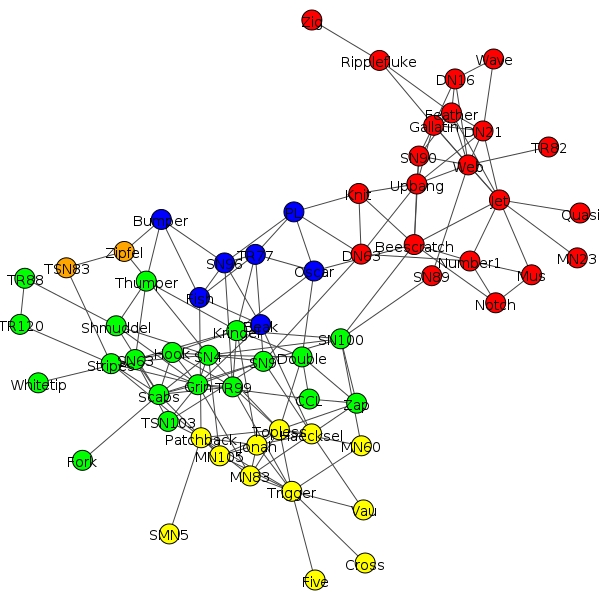 Zig
Ripplefluke
Wave
DN16
Feather
Gallatin
DN21
TR82
SN90
Web
Upbang
Knit
Jet
Quasi
Bumper
Beescratch
MN23
Zipfel
DN63
Number1
TSN83
SN96
TR77
Oscar
SN89
Mus
TR88
Thumper
Fish
Notch
TR120
Shmuddel
Kringel
SN100
Hook
SN4
Double
Stripes
SN63
SN9
Whitetip
Grin
TR99
Scabs
CCL
Zap
TSN103
Patchback
Topless
Haecksel
Jonah
MN60
Fork
MN105
MN83
Trigger
Vau
SMN5
Cross
Five